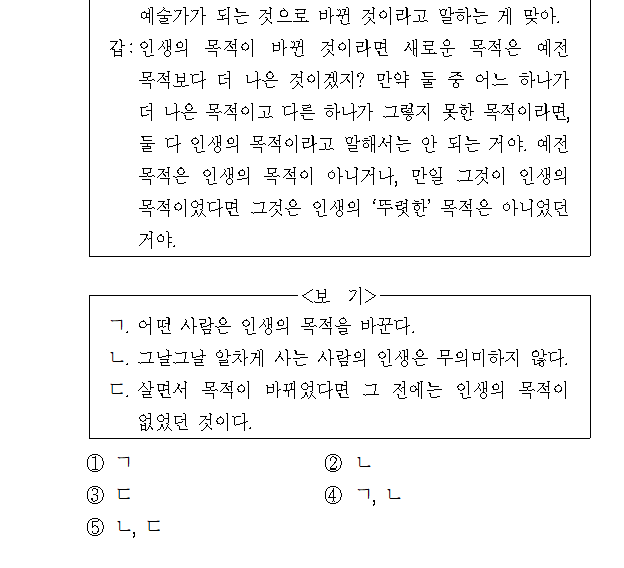 예술가가 되는 것으로 바뀐 것이라고 말하는 게 맞아.
갑: 인생의 목적이 바뀐 것이라면 새로운 목적은 예전
목적보다 더 나은 것이겠지? 만약 둘 중 어느 하나가
더 나은 목적이고 다른 하나가 그렇지 못한 목적이라면,
둘 다 인생의 목적이라고 말해서는 안 되는 거야. 예전
목적은 인생의 목적이 아니거나, 만일 그것이 인생의
목적이었다면 그것은 인생의 ‘뚜렷한’ 목적은 아니었던
거야.
<보 기>
ㄱ. 어떤 사람은 인생의 목적을 바꾼다.
ㄴ. 그날그날 알차게 사는 사람의 인생은 무의미하지 않다.
ㄷ. 살면서 목적이 바뀌었다면 그 전에는 인생의 목적이
없었던 것이다.
① ㄱ ② ㄴ
③ ㄷ ④ ㄱ, ㄴ
⑤ ㄴ, ㄷ